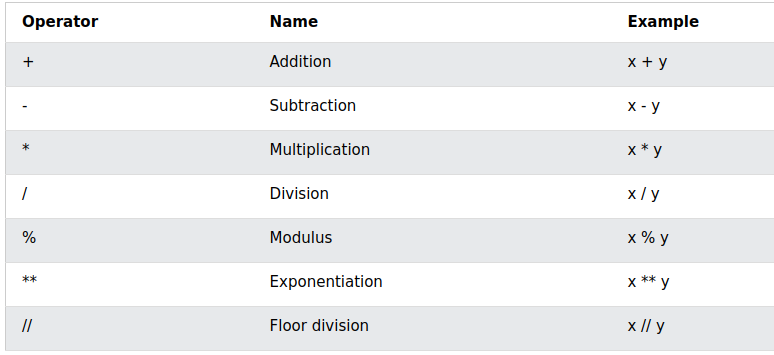 Operator Name Example
+ Addition x + y
- Subtraction x - y
* Multiplication x * y
/ Division x / y
% Modulus x % y
** Exponentiation x ** y
// Floor division x // y